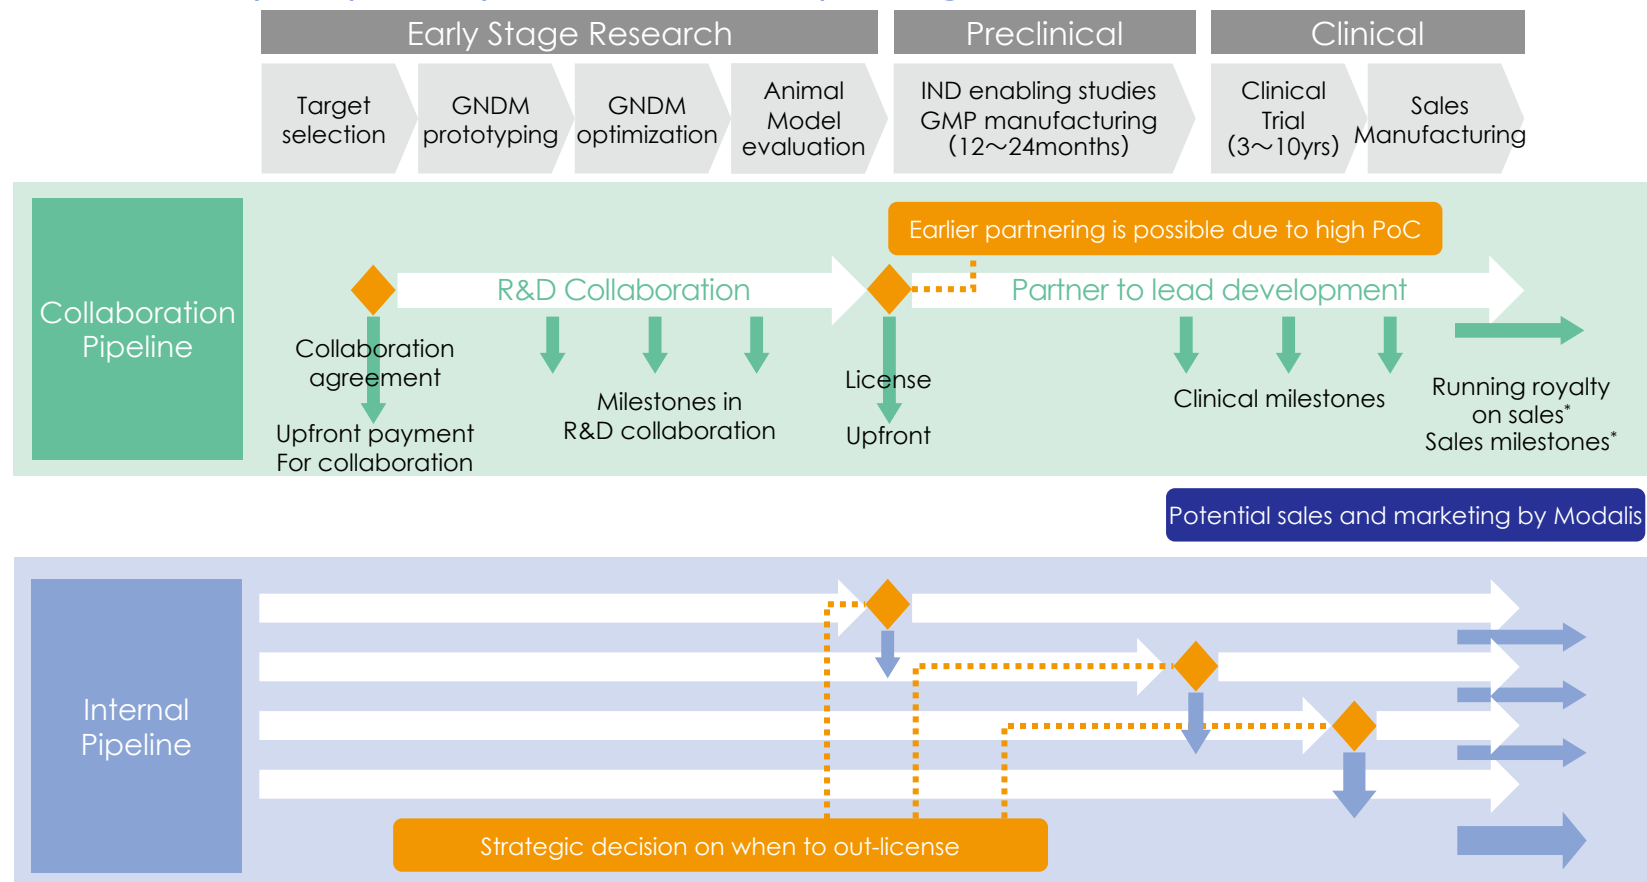 Early Stage Research
Preclinical
Clinical
Target
selection
GNDM
prototyping
GNDM
optimization
Animal
Model
evaluation
IND enabling studies
GMP manufacturing
（12～24months）
Clinical
Trial
（3～10yrs）
Sales
Manufacturing
Collaboration
Pipeline
Earlier partnering is possible due to high PoC
R&D Collaboration
Partner to lead development
Collaboration
agreement
Upfront payment
For collaboration
Milestones in
R&D collaboration
License
Upfront
Clinical milestones
Running royalty
on sales*
Sales milestones*
Potential sales and marketing by Modalis
Internal
Pipeline
Strategic decision on when to out-license